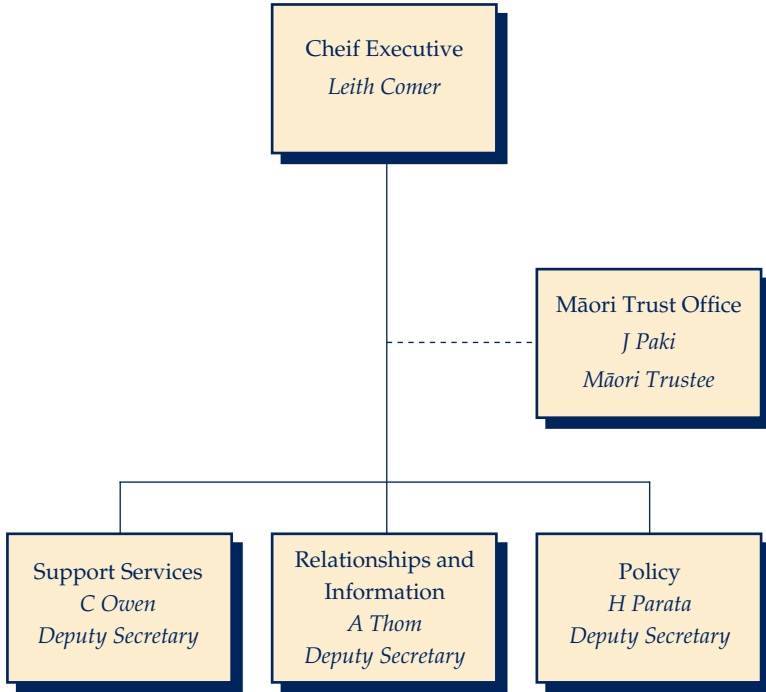 Cheif Executive
Leith Comer
Māori Trust Office
J Paki
Māori Trustee
Support Services
C Owen
Deputy Secretary
Relationships and
Information
A Thom
Deputy Secretary
Policy
H Parata
Deputy Secretary